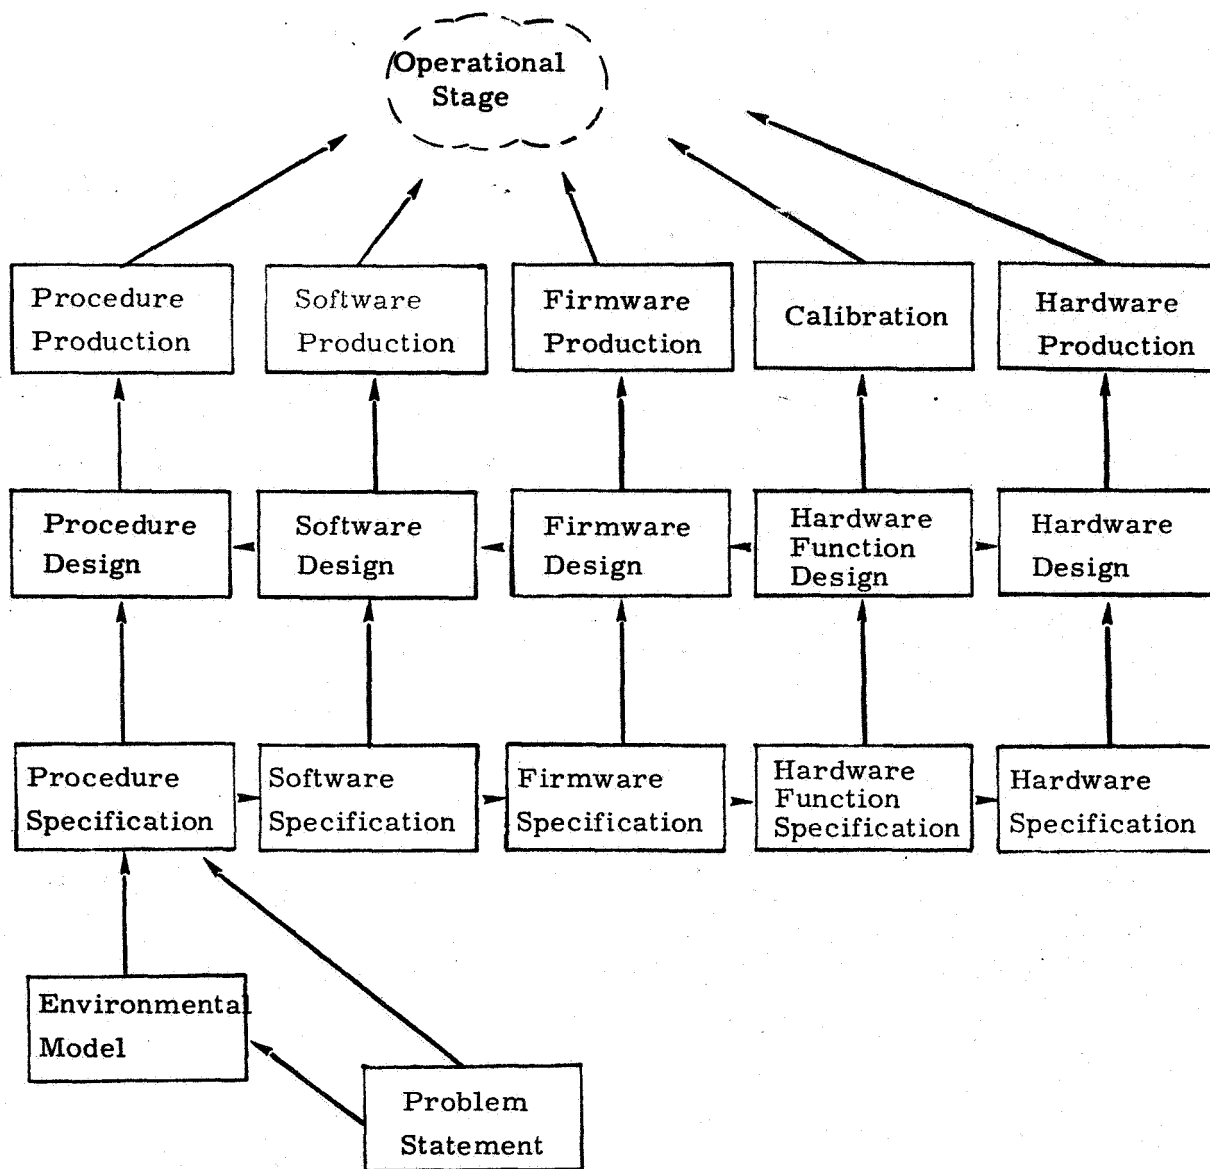 Operational
Stage
Procedure
Production
Software
Production
Firmware
Production
Calibration
Hardware
Production
Procedure
Design
Software
Design
Firmware
Design
Hardware
Function
Design
Hardware
Design
Procedure
Specification
Software
Specification
Firmware
Specification
Hardware
Function
Specification
Hardware
Specification
Environmental
Model
Problem
Statement